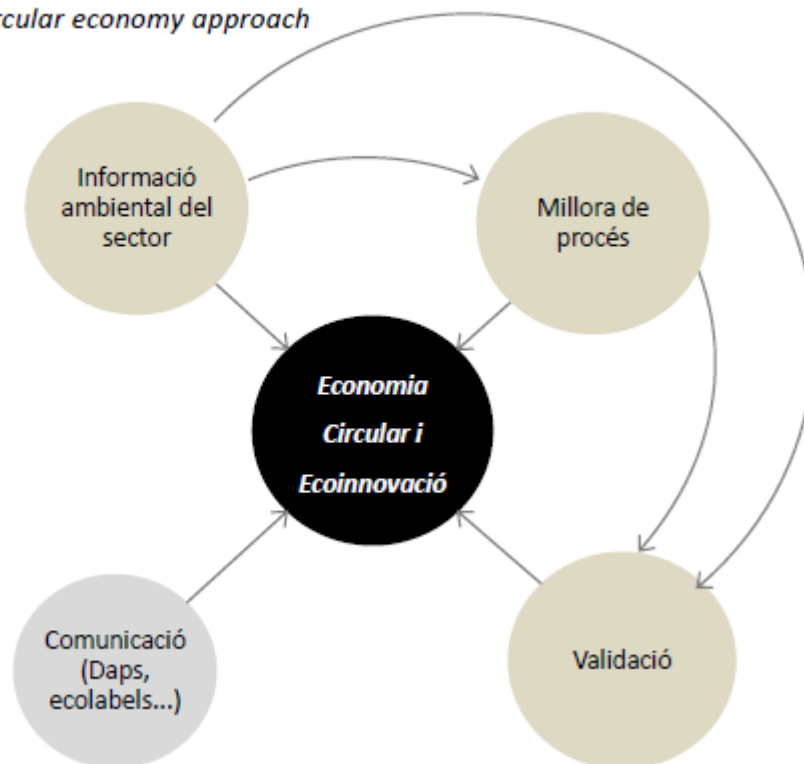 rcular economy approach
Informació
ambiental del
sector
Millora de
procés
Economia
Circular i
Ecoinnovació
Comunicació
(Daps,
ecolabels...)
Validació